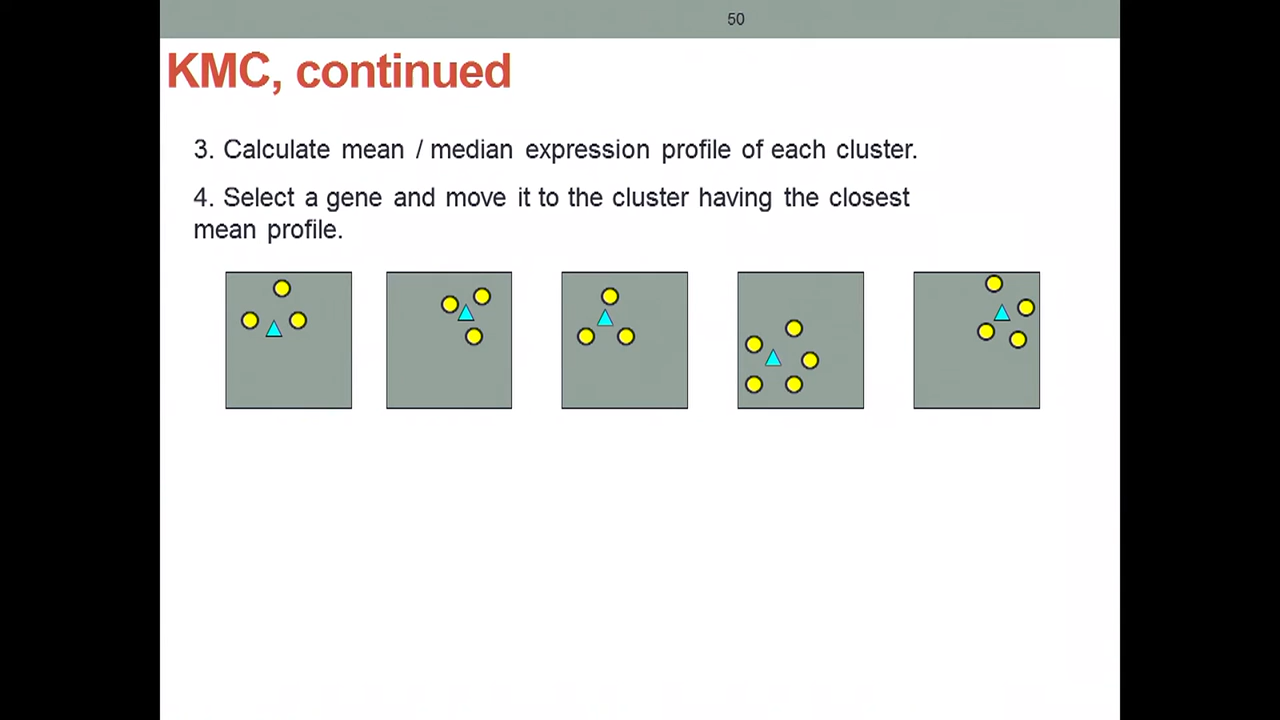 50
KMC, continued
3. Calculate mean / median expression profile of each cluster.
4. Select a gene and move it to the cluster having the closest
mean profile.